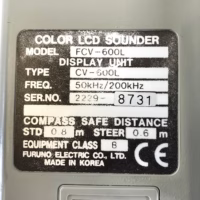 COLOR LCD SOUNDER
MODEL FCV-600L
DISPLAY UNIT
TYPE CV-600L
FREQ. 50kHz/200kHz
SER.NO. 2229- 8731
COMPASS SAFE DISTANCE
STD 0.8 m STEER 0.6 m
EQUIPMENT CLASS B
FURUNO ELECTRIC CO., LTD.
MADE IN KOREA